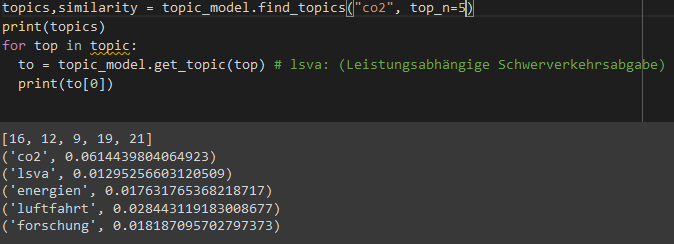 topics,similarity = topic_model.find_topics("co2", top_n=5)
print(topics)
for top in topic:
  to = topic_model.get_topic(top) # lsva: (Leistungsabhängige Schwerverkehrsabgabe)
  print(to[0])
[16, 12, 9, 19, 21]
('co2', 0.0614439804064923)
('lsva', 0.01295256603120509)
('energien', 0.017631765368218717)
('luftfahrt', 0.028443119183008677)
('forschung', 0.018187095702797373)